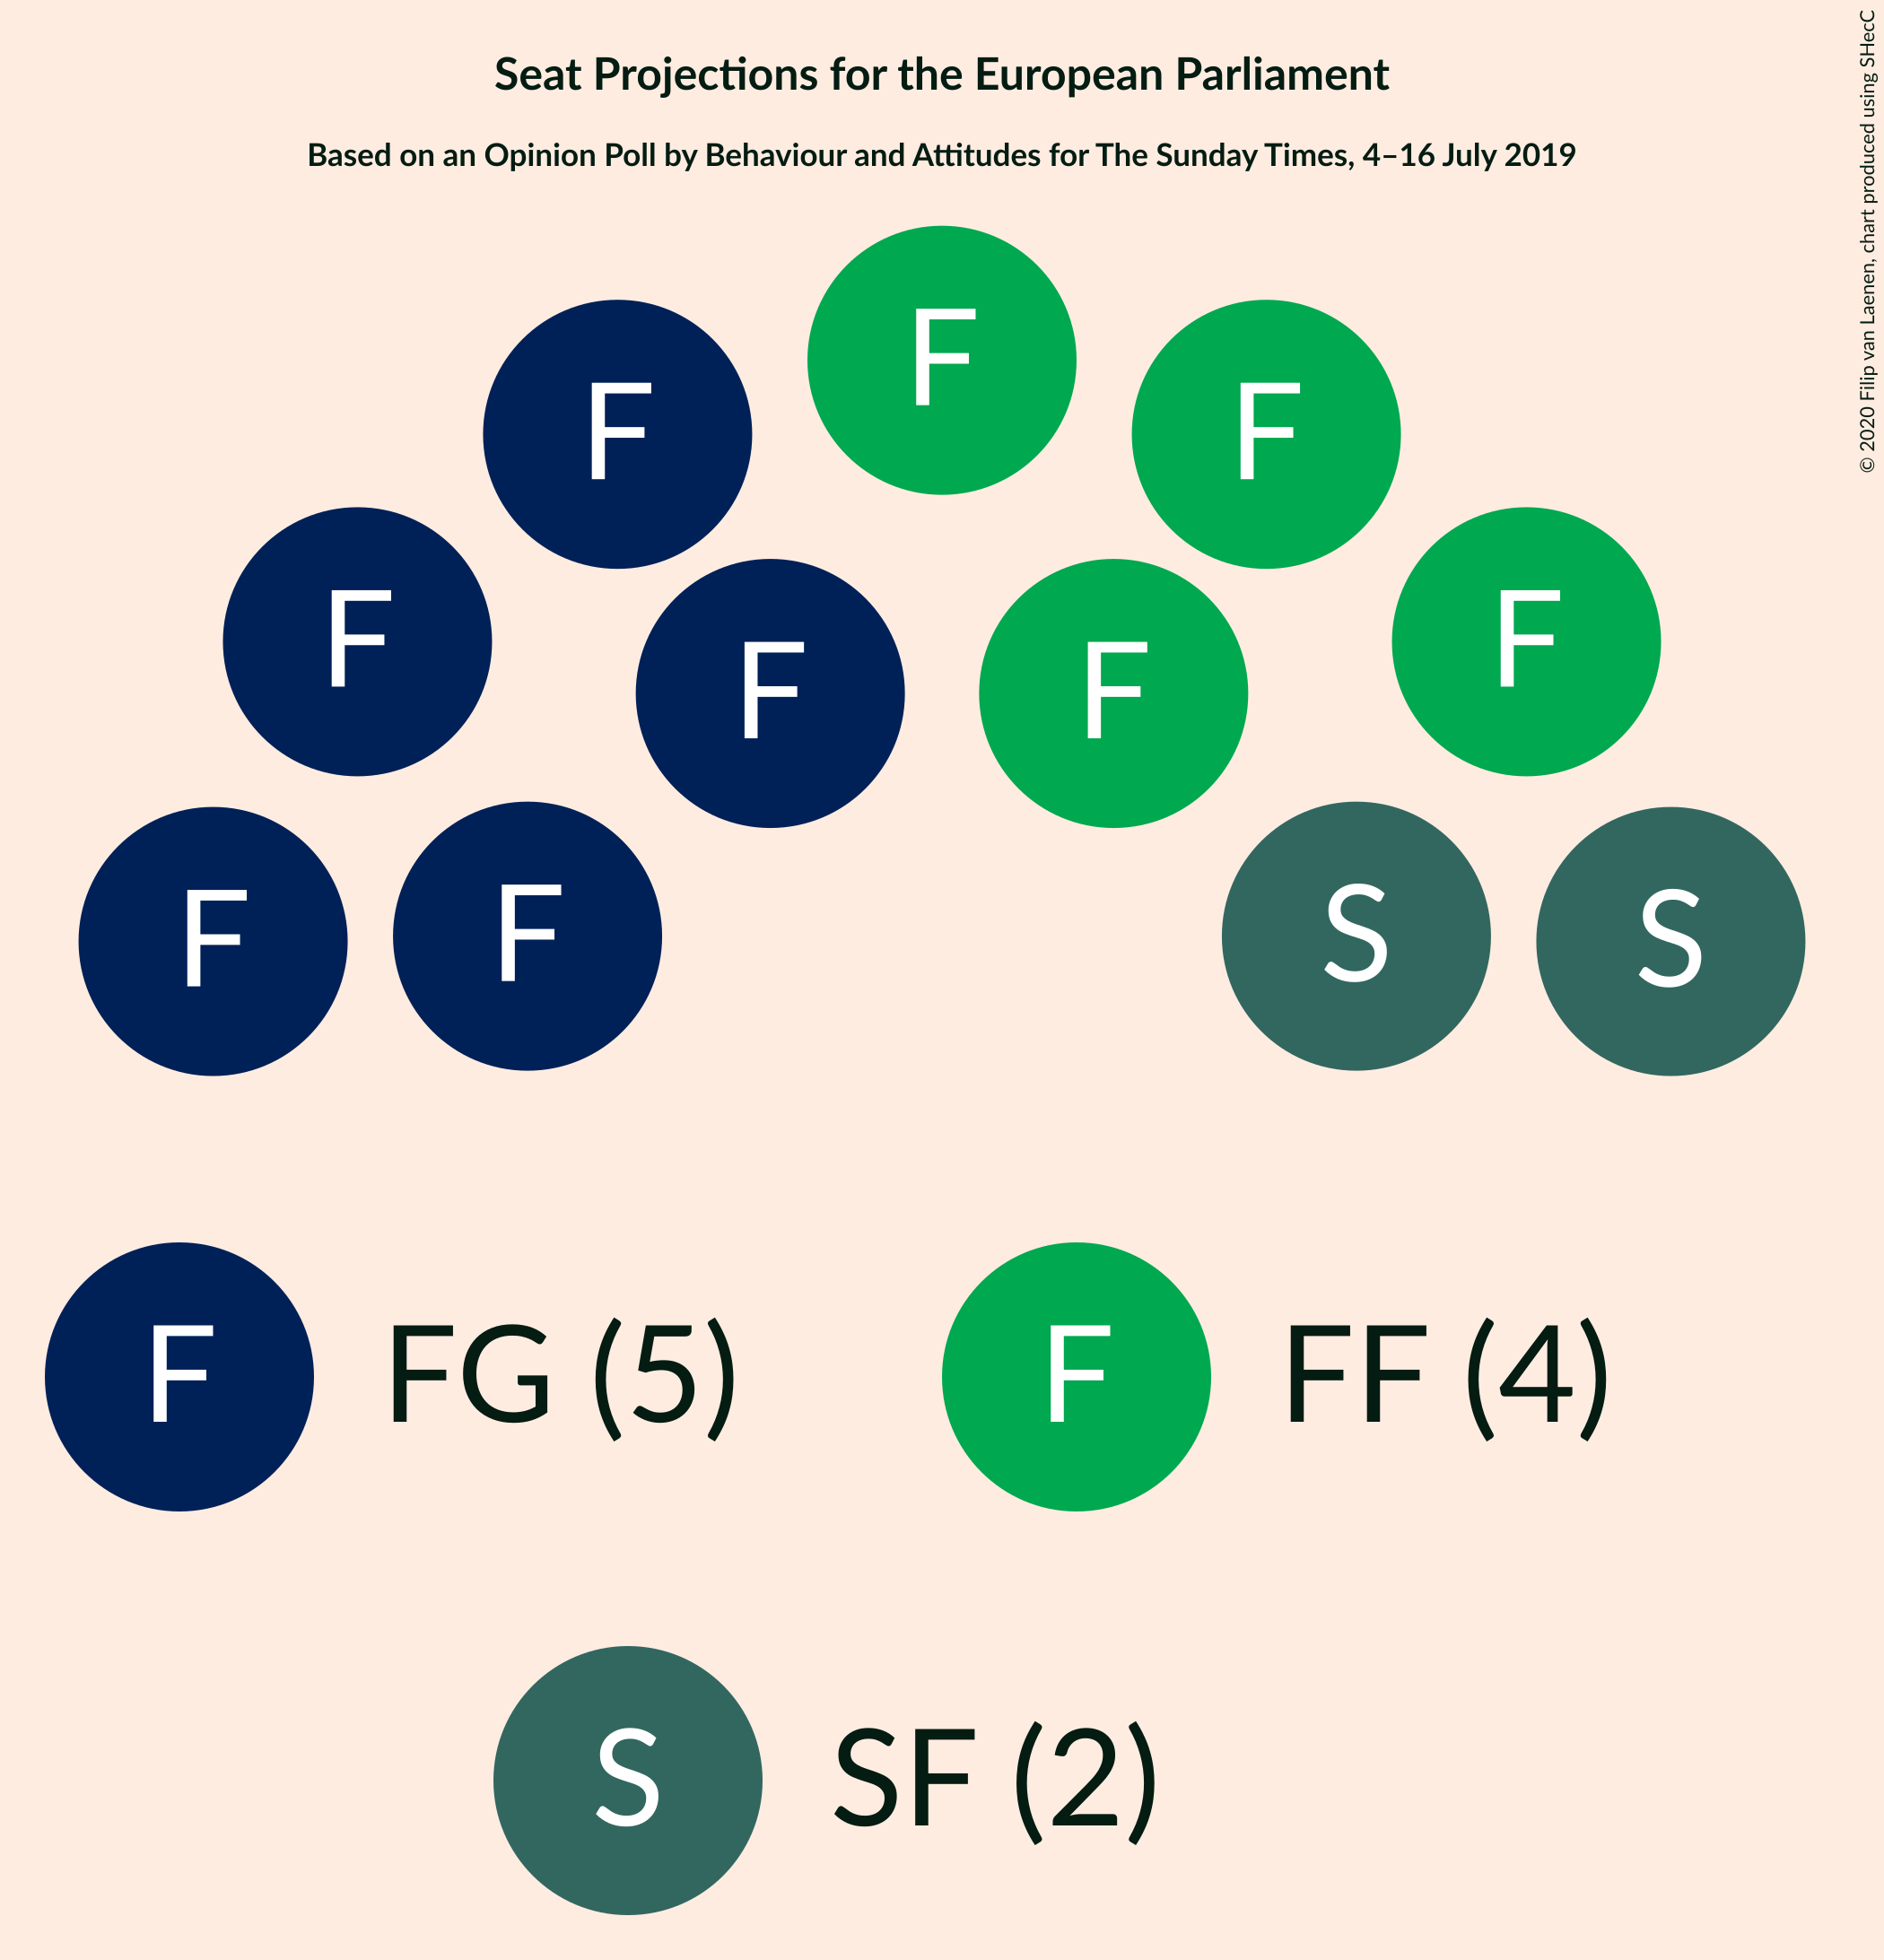 Seat Projections for the European Parliament
Based on an Opinion Poll by Behaviour and Attitudes for The Sunday Times, 4–16 July 2019
© 2020 Filip van Laenen, chart produced using SHecC
F
F
F
F
F
F
F
F
F
S
S
F FG (5)
F FF (4)
S SF (2)